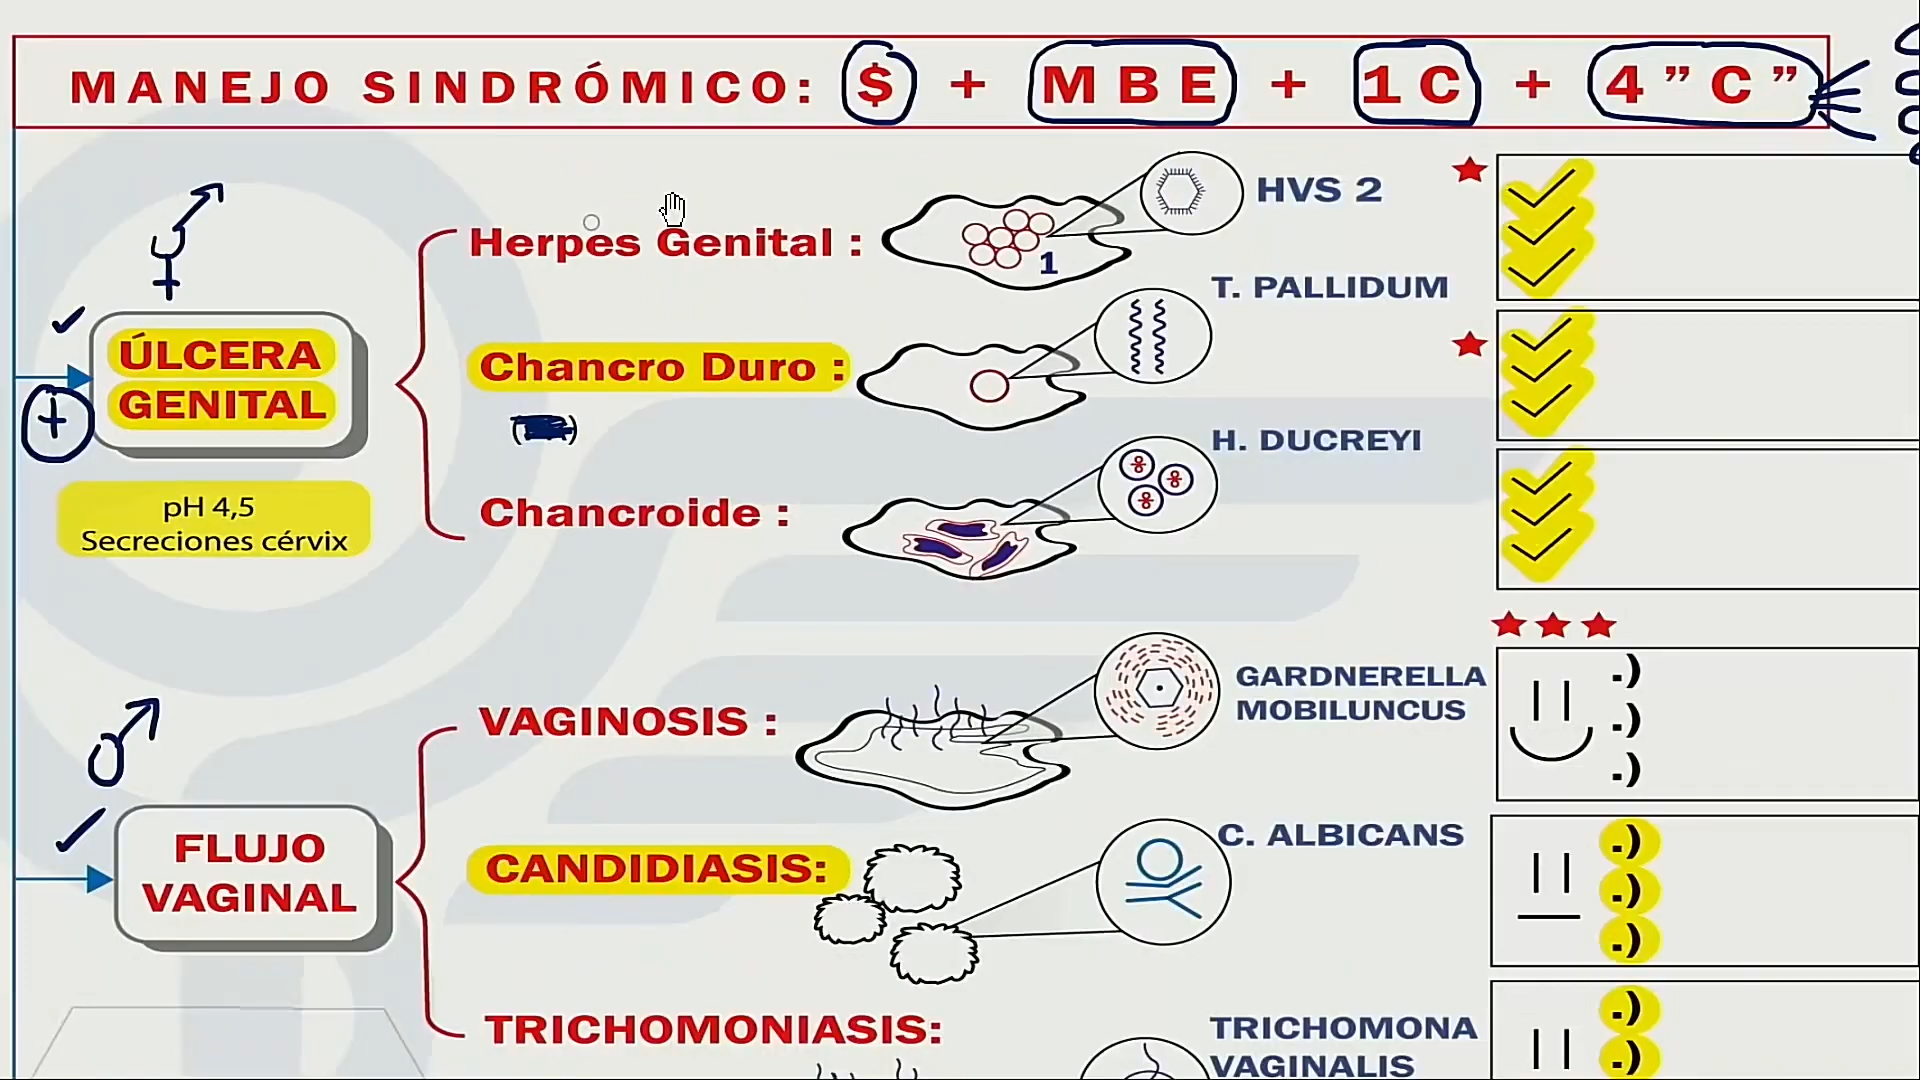 MANEJO SINDRÓMICO: $ + MBE + 1C + 4"C"
Herpes Genital :
1
HVS 2
T. PALLIDUM
ÚLCERA
GENITAL
Chancro Duro :
H. DUCREYI
pH 4,5
Secreciones cérvix
Chancroide :
VAGINOSIS :
GARDNERELLA
MOBILUNCUS
.)
.)
.)
FLUJO
VAGINAL
CANDIDIASIS:
C. ALBICANS
.)
.)
.)
TRICHOMONIASIS:
TRICHOMONA
VAGINALIS
.)
.)